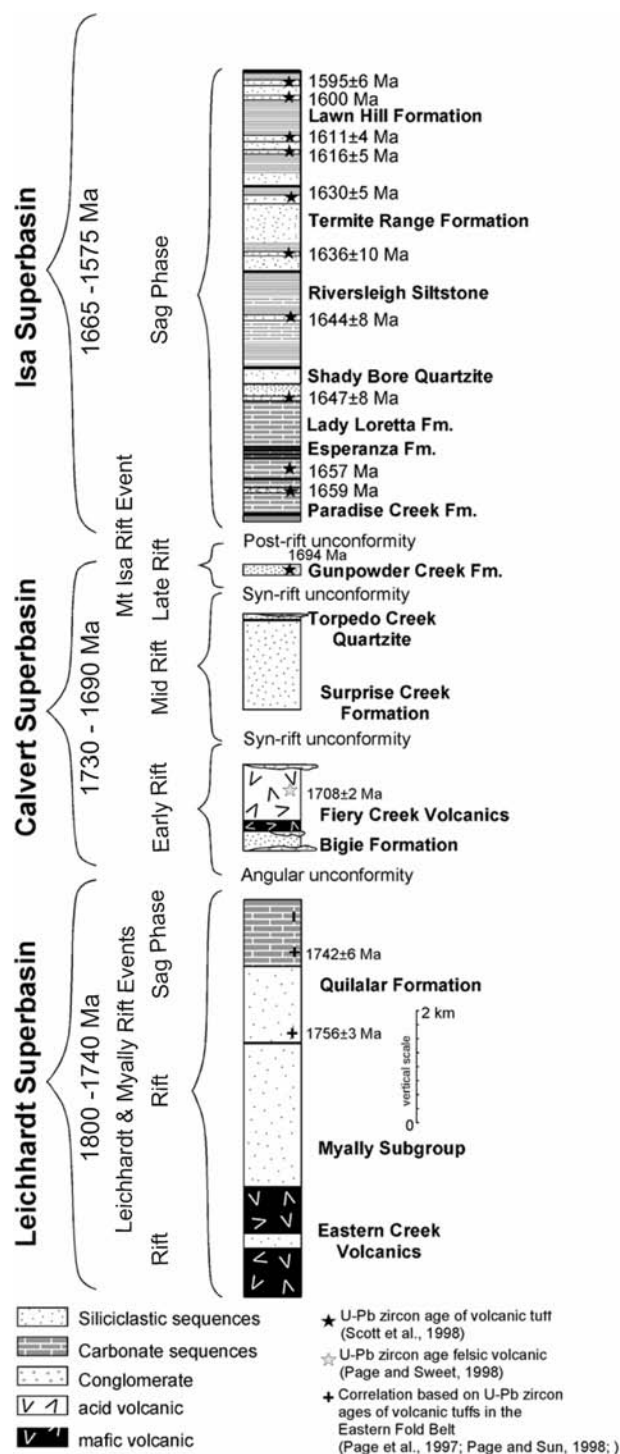 Isa Superbasin
1665 -1575 Ma
Sag Phase
1595±6 Ma
1600 Ma
Lawn Hill Formation
1611±4 Ma
1616±5 Ma
1630±5 Ma
Termite Range Formation
1636±10 Ma
Riversleigh Siltstone
1644±8 Ma
Shady Bore Quartzite
1647±8 Ma
Lady Loretta Fm.
Esperanza Fm.
1657 Ma
1659 Ma
Paradise Creek Fm.
Mt Isa Rift Event
Post-rift unconformity
Calvert Superbasin
1730 - 1690 Ma
Late Rift
1694 Ma
Gunpowder Creek Fm.
Syn-rift unconformity
Mid Rift
Torpedo Creek
Quartzite
Surprise Creek
Formation
Syn-rift unconformity
Early Rift
1708±2 Ma
Fiery Creek Volcanics
Bigie Formation
Angular unconformity
Leichhardt Superbasin
1800 -1740 Ma
Leichhardt & Myally Rift Events
Sag Phase
1742±6 Ma
Quilalar Formation
1756±3 Ma
2 km
vertical scale
0
Rift
Myally Subgroup
Rift
Eastern Creek
Volcanics
Siliciclastic sequences
Carbonate sequences
Conglomerate
acid volcanic
mafic volcanic
U-Pb zircon age of volcanic tuff
(Scott et al., 1998)
U-Pb zircon age felsic volcanic
(Page and Sweet, 1998)
Correlation based on U-Pb zircon
ages of volcanic tuffs in the
Eastern Fold Belt
(Page et al., 1997; Page and Sun, 1998; )